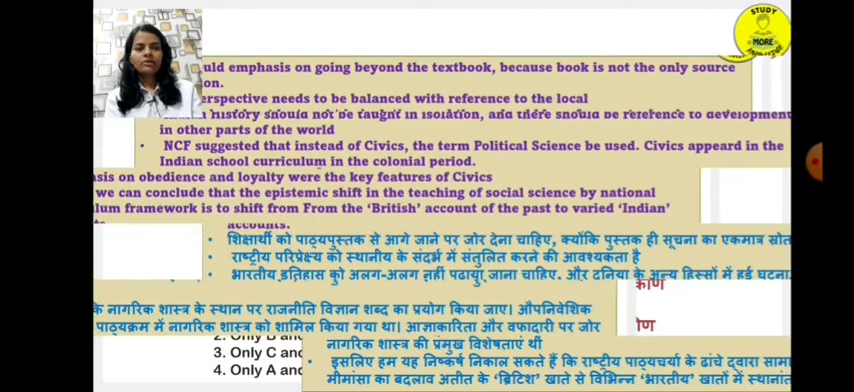 STUDY
MORE
uld emphasis on going beyond the textbook, because book is not the only source
on.
erspective needs to be balanced with reference to the local
history should not be taught in isolation, and there should be reference to development
in other parts of the world
• NCF suggested that instead of Civics, the term Political Science be used. Civics appeard in the
Indian school curriculum in the colonial period.
asis on obedience and loyalty were the key features of Civics
we can conclude that the epistemic shift in the teaching of social science by national
lum framework is to shift from From the ‘British’ account of the past to varied ‘Indian’
accounts.
• शिक्षार्थी को पाठ्यपुस्तक से आगे जाने पर जोर देना चाहिए, क्योंकि पुस्तक ही सूचना का एकमात्र स्रोत
• राष्ट्रीय परिप्रेक्ष्य को स्थानीय के संदर्भ में संतुलित करने की आवश्यकता है
• भारतीय इतिहास को अलग-अलग नहीं पढाया जाना चाहिए, और दुनिया के अन्य हिस्सों में हुई घटना
के नागरिक शास्त्र के स्थान पर राजनीति विज्ञान शब्द का प्रयोग किया जाए। औपनिवेशिक
पाठ्यक्रम में नागरिक शास्त्र को शामिल किया गया था। आज्ञाकारिता और वफादारी पर जोर
नागरिक शास्त्र की प्रमुख विशेषताएं थीं
3. Only C and
4. Only A and
• इसलिए हम यह निष्कर्ष निकाल सकते हैं कि राष्ट्रीय पाठ्यचर्या के ढांचे द्वारा सामा
मीमांसा का बदलाव अतीत के ‘ब्रिटिश’ खाते से विभिन्न ‘भारतीय’ खातों में स्थानांत